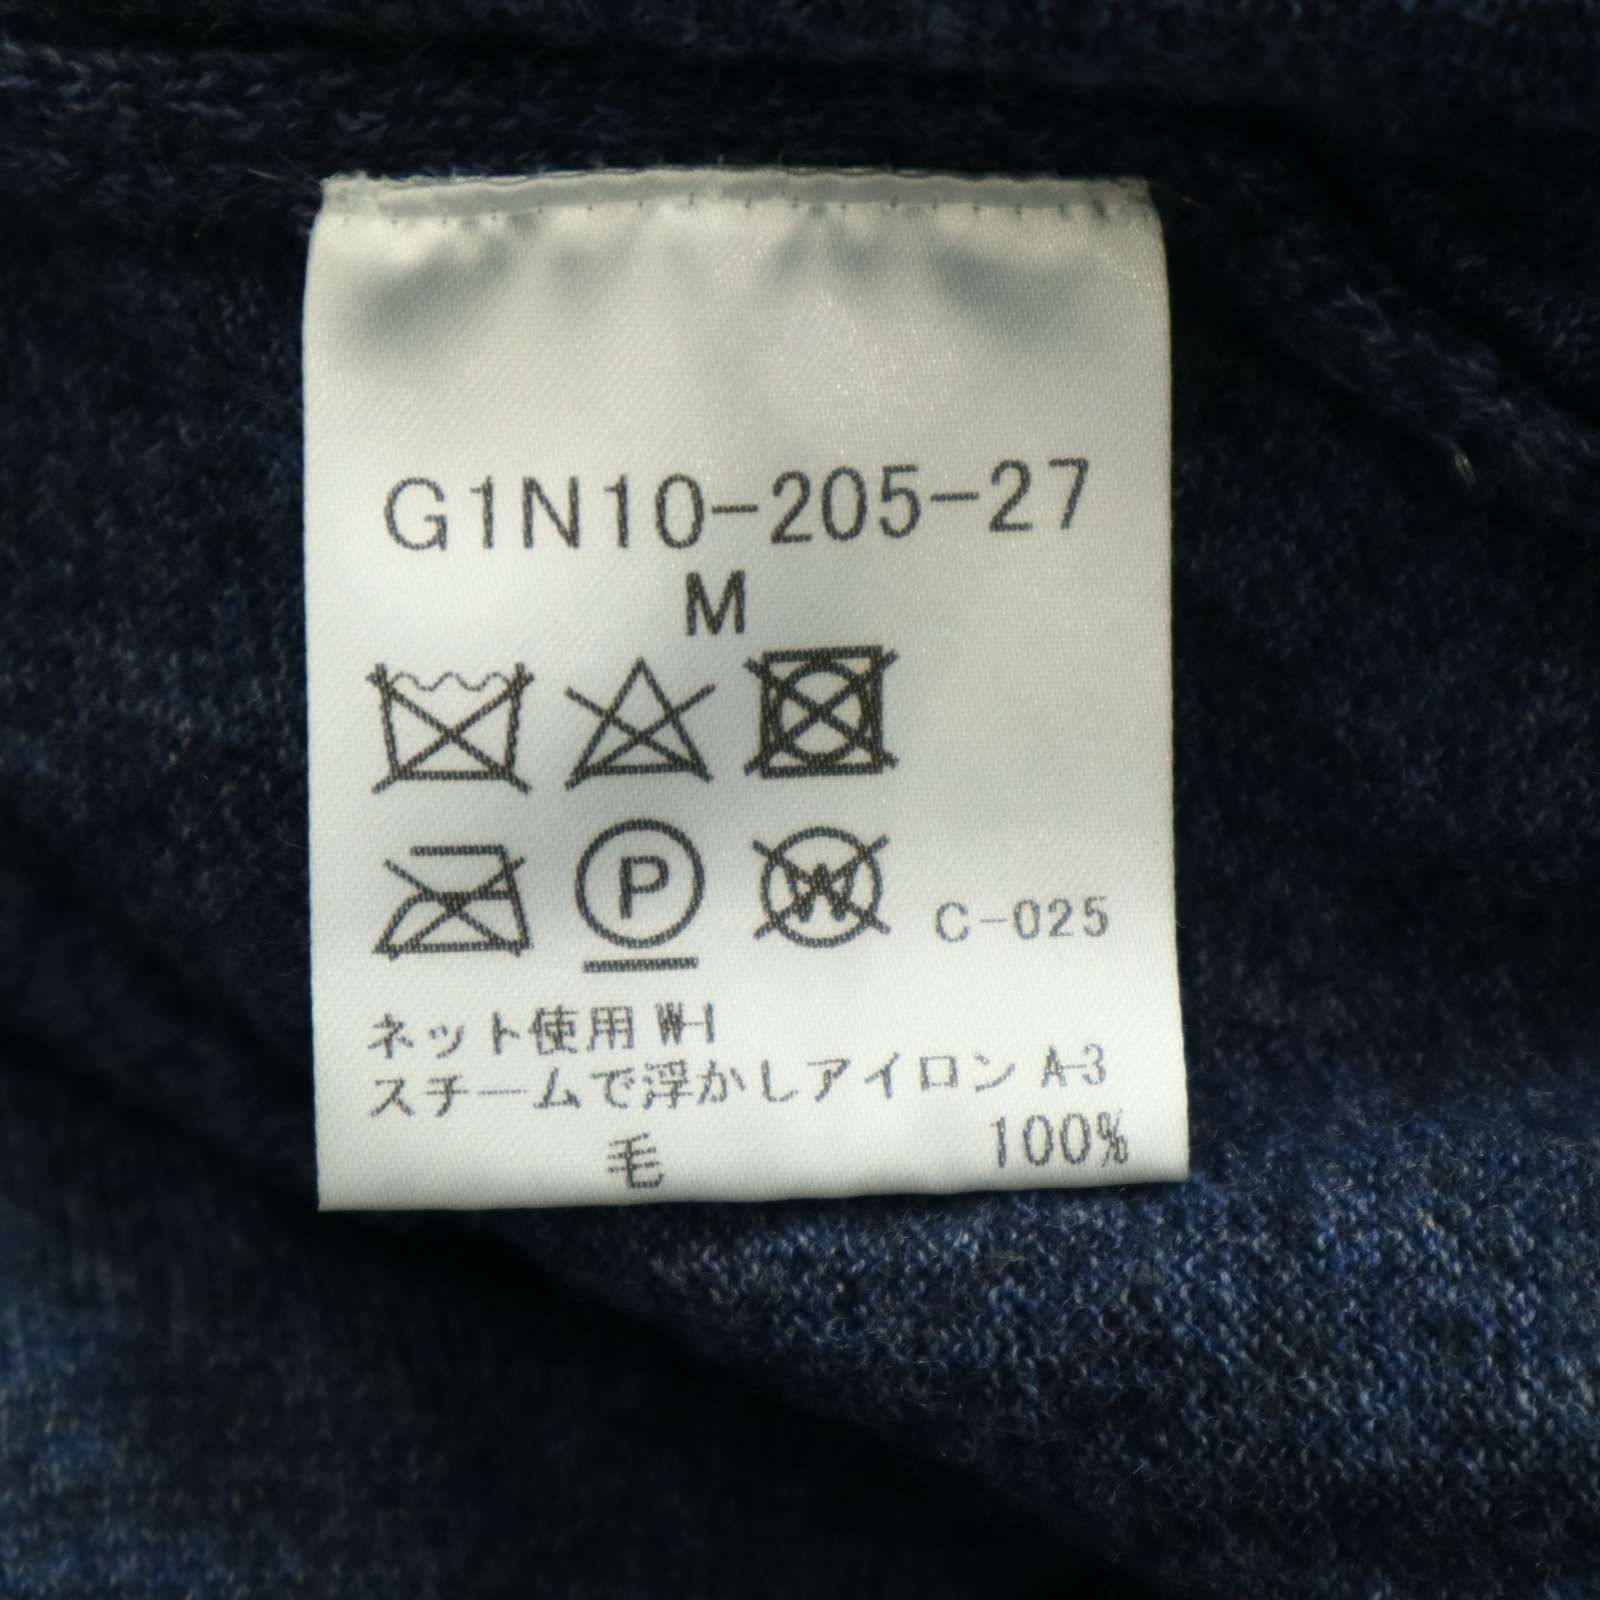 G1N10-205-27
M
P W C-025
ネット使用 W-1
スチームで浮かしアイロン A-3
毛 100%